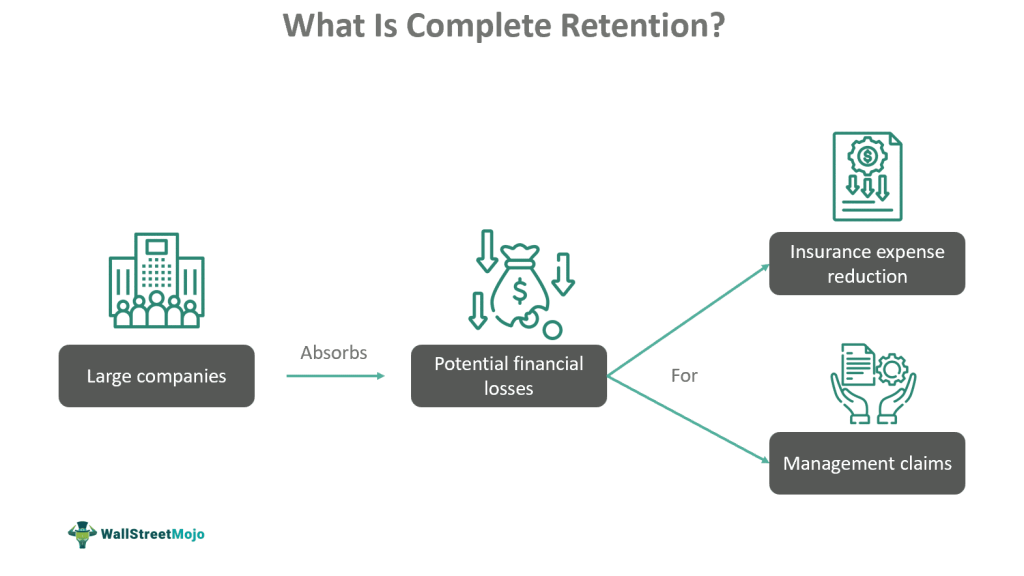 What Is Complete Retention?
Large companies
Absorbs
$
Potential financial
losses
For
$
Insurance expense
reduction
Management claims
WallStreetMojo